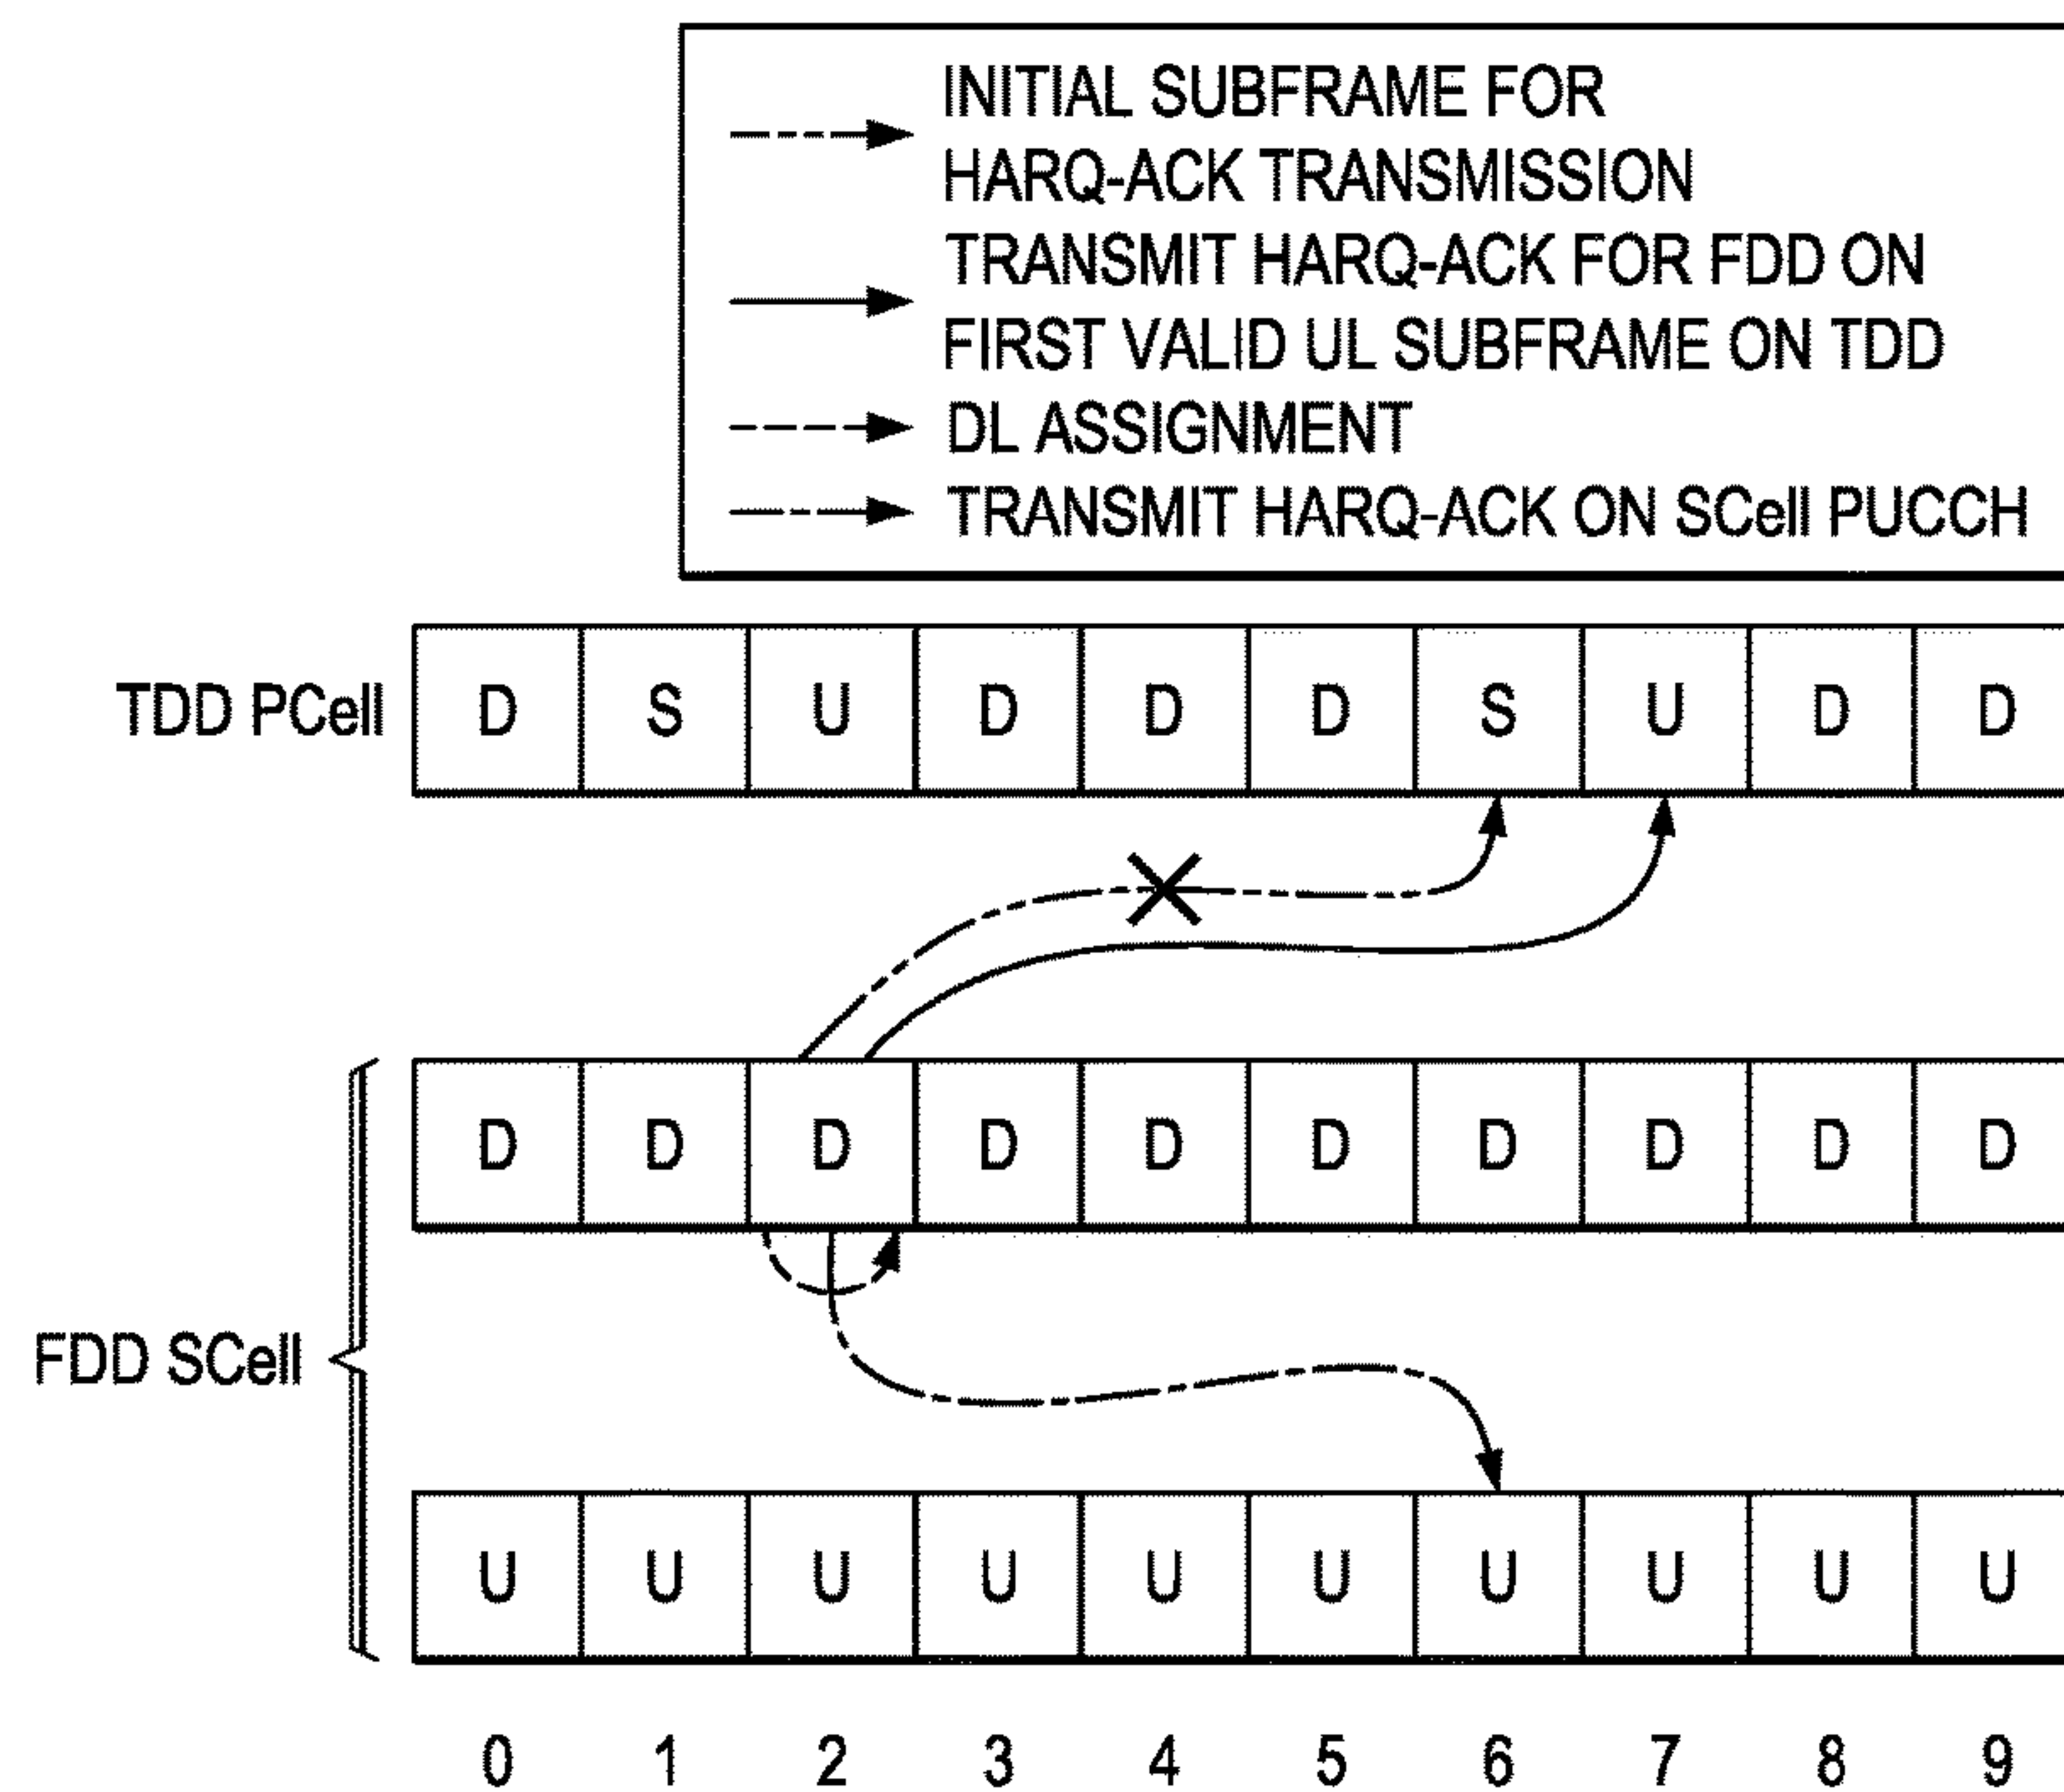 INITIAL SUBFRAME FOR
HARQ-ACK TRANSMISSION
TRANSMIT HARQ-ACK FOR FDD ON
FIRST VALID UL SUBFRAME ON TDD
DL ASSIGNMENT
TRANSMIT HARQ-ACK ON SCell PUCCH
TDD PCell D S U D D D S U D D
D D D D D D D D D D
FDD SCell
U U U U U U U U U U
0 1 2 3 4 5 6 7 8 9